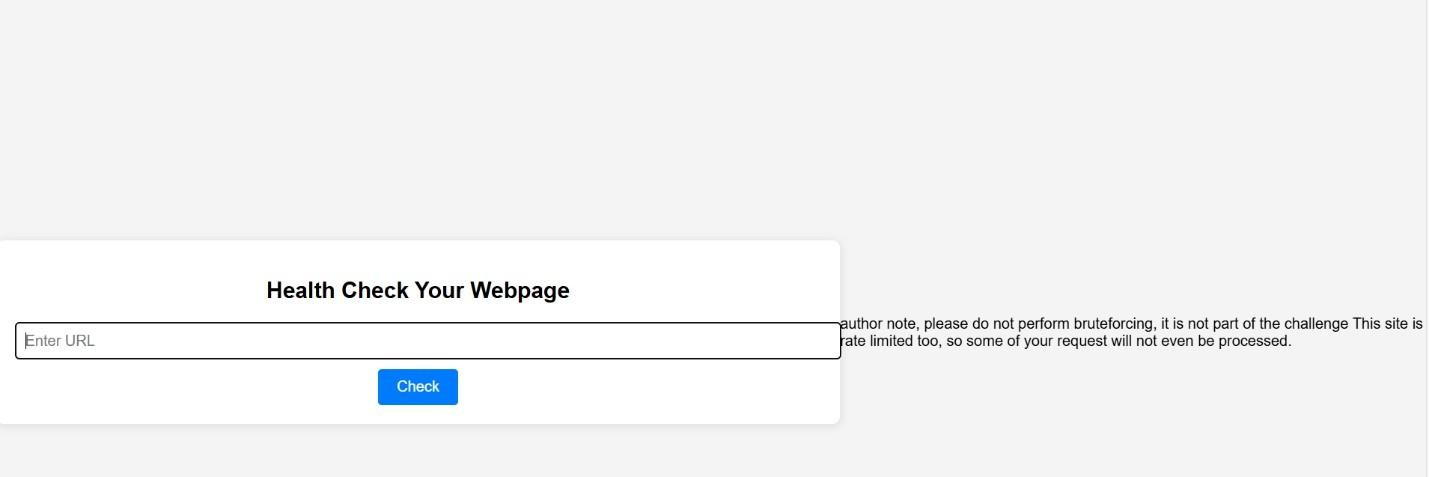 Health Check Your Webpage
Enter URL
author note, please do not perform bruteforcing, it is not part of the challenge This site is
rate limited too, so some of your request will not even be processed.
Check